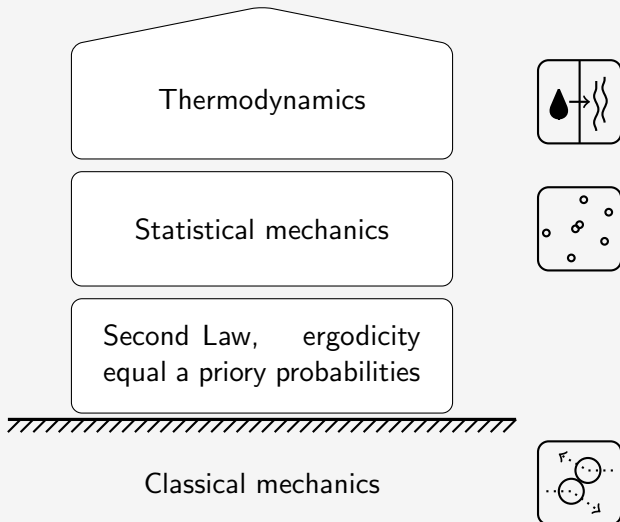 Thermodynamics
Statistical mechanics
Second Law, ergodicity
equal a priory probabilities
Classical mechanics